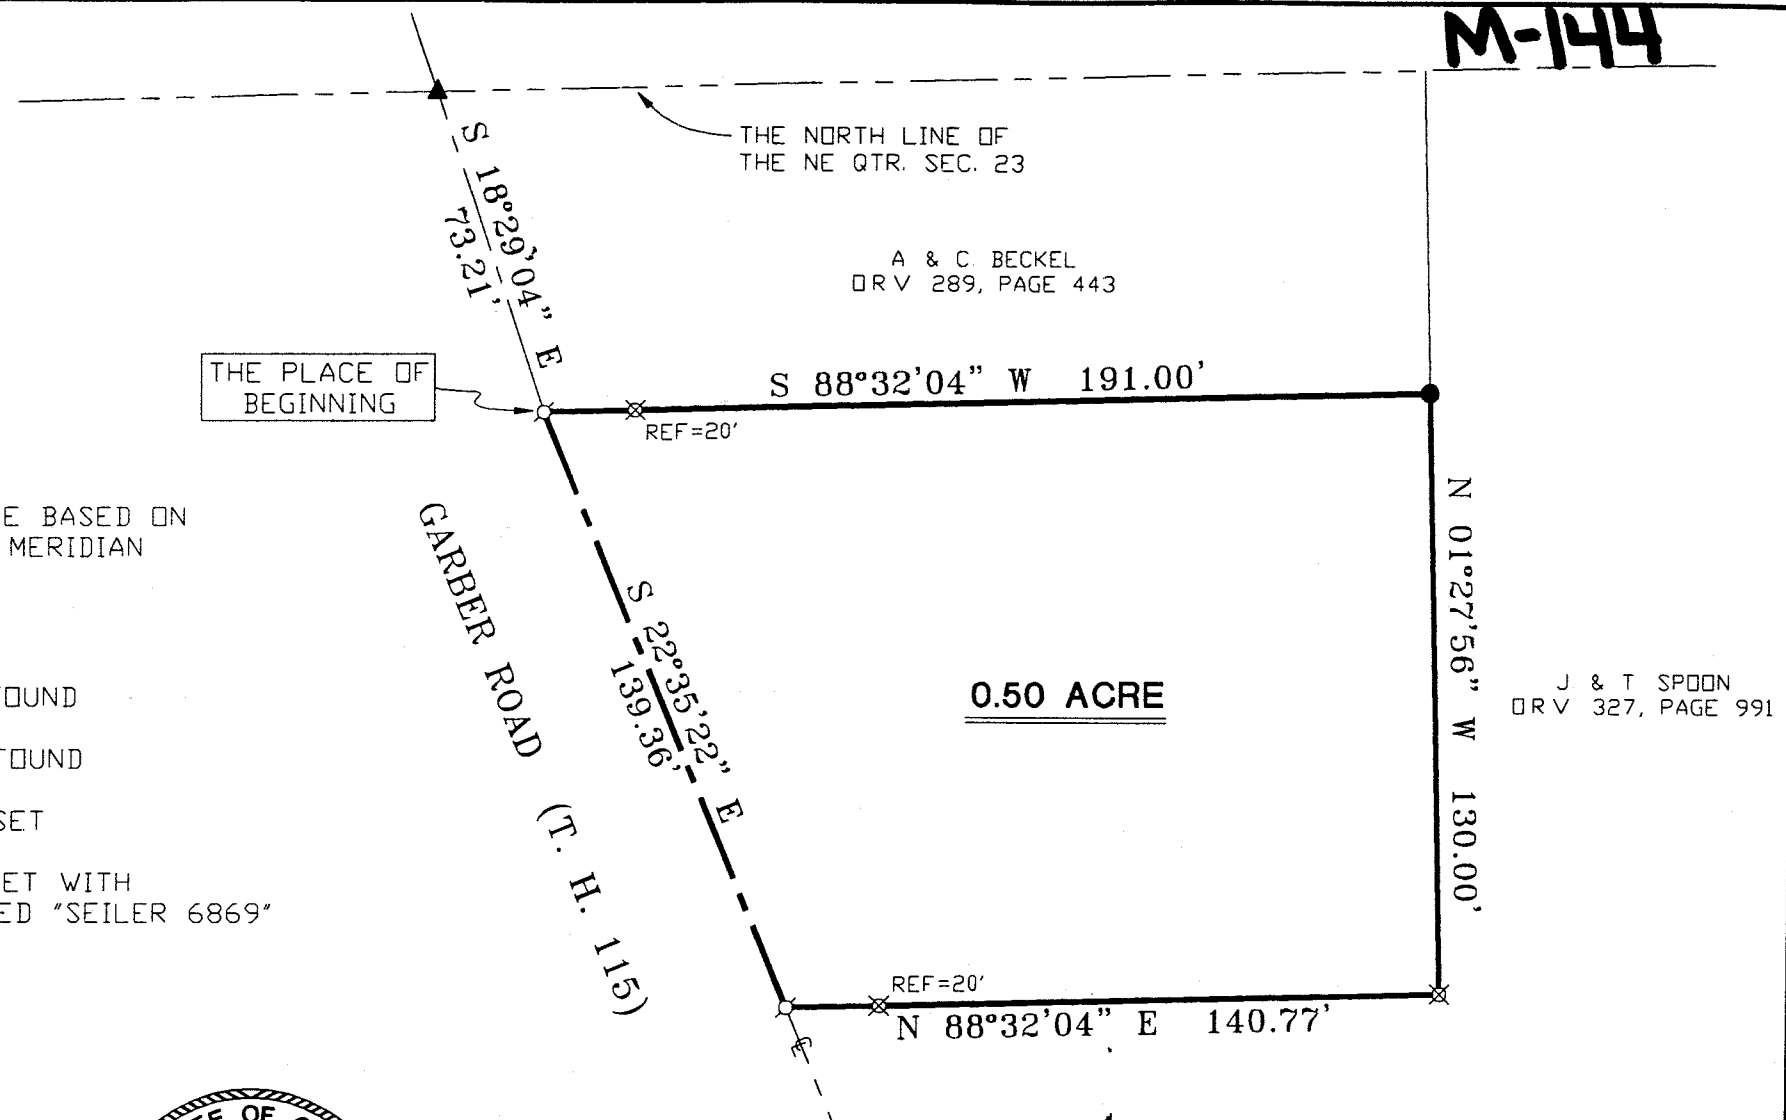 M-144
THE NORTH LINE OF
THE NE QTR. SEC. 23
S 18°29'04" E
73.21'
A & C BECKEL
ORV 289, PAGE 443
THE PLACE OF
BEGINNING
S 88°32'04" W 191.00'
REF=20'
E BASED ON
MERIDIAN
GARBER ROAD (T. H. 115)
S 22°35'22" E
139.36'
N 01°27'56" W 130.00'
0.50 ACRE
J & T SPOON
ORV 327, PAGE 991
OUND
OUND
SET
ET WITH
ED "SEILER 6869"
REF=20'
N 88°32'04" E 140.77'
OF